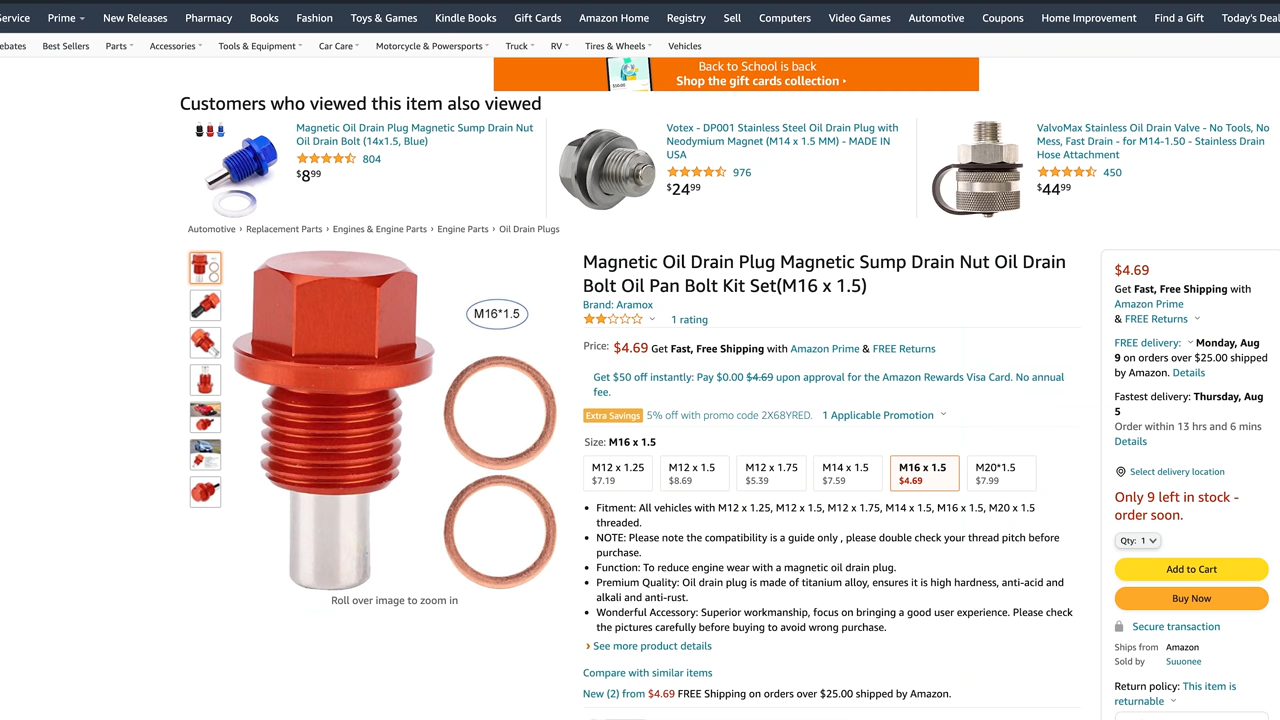 Service Prime New Releases Pharmacy Books Fashion Toys & Games Kindle Books Gift Cards Amazon Home Registry Sell Computers Video Games Automotive Coupons Home Improvement Find a Gift Today's Deal
ebates Best Sellers Parts Accessories Tools & Equipment Car Care Motorcycle & Powersports Truck RV Tires & Wheels Vehicles
Back to School is back
Shop the gift cards collection
Customers who viewed this item also viewed
Magnetic Oil Drain Plug Magnetic Sump Drain Nut
Oil Drain Bolt (14x1.5, Blue)
804
$8.99
Votex - DP001 Stainless Steel Oil Drain Plug with
Neodymium Magnet (M14 x 1.5 MM) - MADE IN
USA
976
$24.99
ValvoMax Stainless Oil Drain Valve - No Tools, No
Mess, Fast Drain - for M14-1.50 - Stainless Drain
Hose Attachment
450
$44.99
Automotive › Replacement Parts › Engines & Engine Parts › Engine Parts › Oil Drain Plugs
M16*1.5
Roll over image to zoom in
Magnetic Oil Drain Plug Magnetic Sump Drain Nut Oil Drain
Bolt Oil Pan Bolt Kit Set(M16 x 1.5)
Brand: Aramox
1 rating
Price: $4.69 Get Fast, Free Shipping with Amazon Prime & FREE Returns
Get $50 off instantly: Pay $0.00 $4.69 upon approval for the Amazon Rewards Visa Card. No annual
fee.
Extra Savings 5% off with promo code 2X68YRED. 1 Applicable Promotion
Size: M16 x 1.5
M12 x 1.25 M12 x 1.5 M12 x 1.75 M14 x 1.5 M16 x 1.5 M20*1.5
$7.19 $8.69 $5.39 $7.59 $4.69 $7.99
• Fitment: All vehicles with M12 x 1.25, M12 x 1.5, M12 x 1.75, M14 x 1.5, M16 x 1.5, M20 x 1.5
threaded.
• NOTE: Please note the compatibility is a guide only , please double check your thread pitch before
purchase.
• Function: To reduce engine wear with a magnetic oil drain plug.
• Premium Quality: Oil drain plug is made of titanium alloy, ensures it is high hardness, anti-acid and
alkali and anti-rust.
• Wonderful Accessory: Superior workmanship, focus on bringing a good user experience. Please check
the pictures carefully before buying to avoid wrong purchase.
› See more product details
Compare with similar items
New (2) from $4.69 FREE Shipping on orders over $25.00 shipped by Amazon.
$4.69
Get Fast, Free Shipping with
Amazon Prime
& FREE Returns
FREE delivery: Monday, Aug
9 on orders over $25.00 shipped
by Amazon. Details
Fastest delivery: Thursday, Aug
5
Order within 13 hrs and 6 mins
Details
Select delivery location
Only 9 left in stock -
order soon.
Qty: 1
Add to Cart
Buy Now
Secure transaction
Ships from Amazon
Sold by Suuonee
Return policy: This item is
returnable